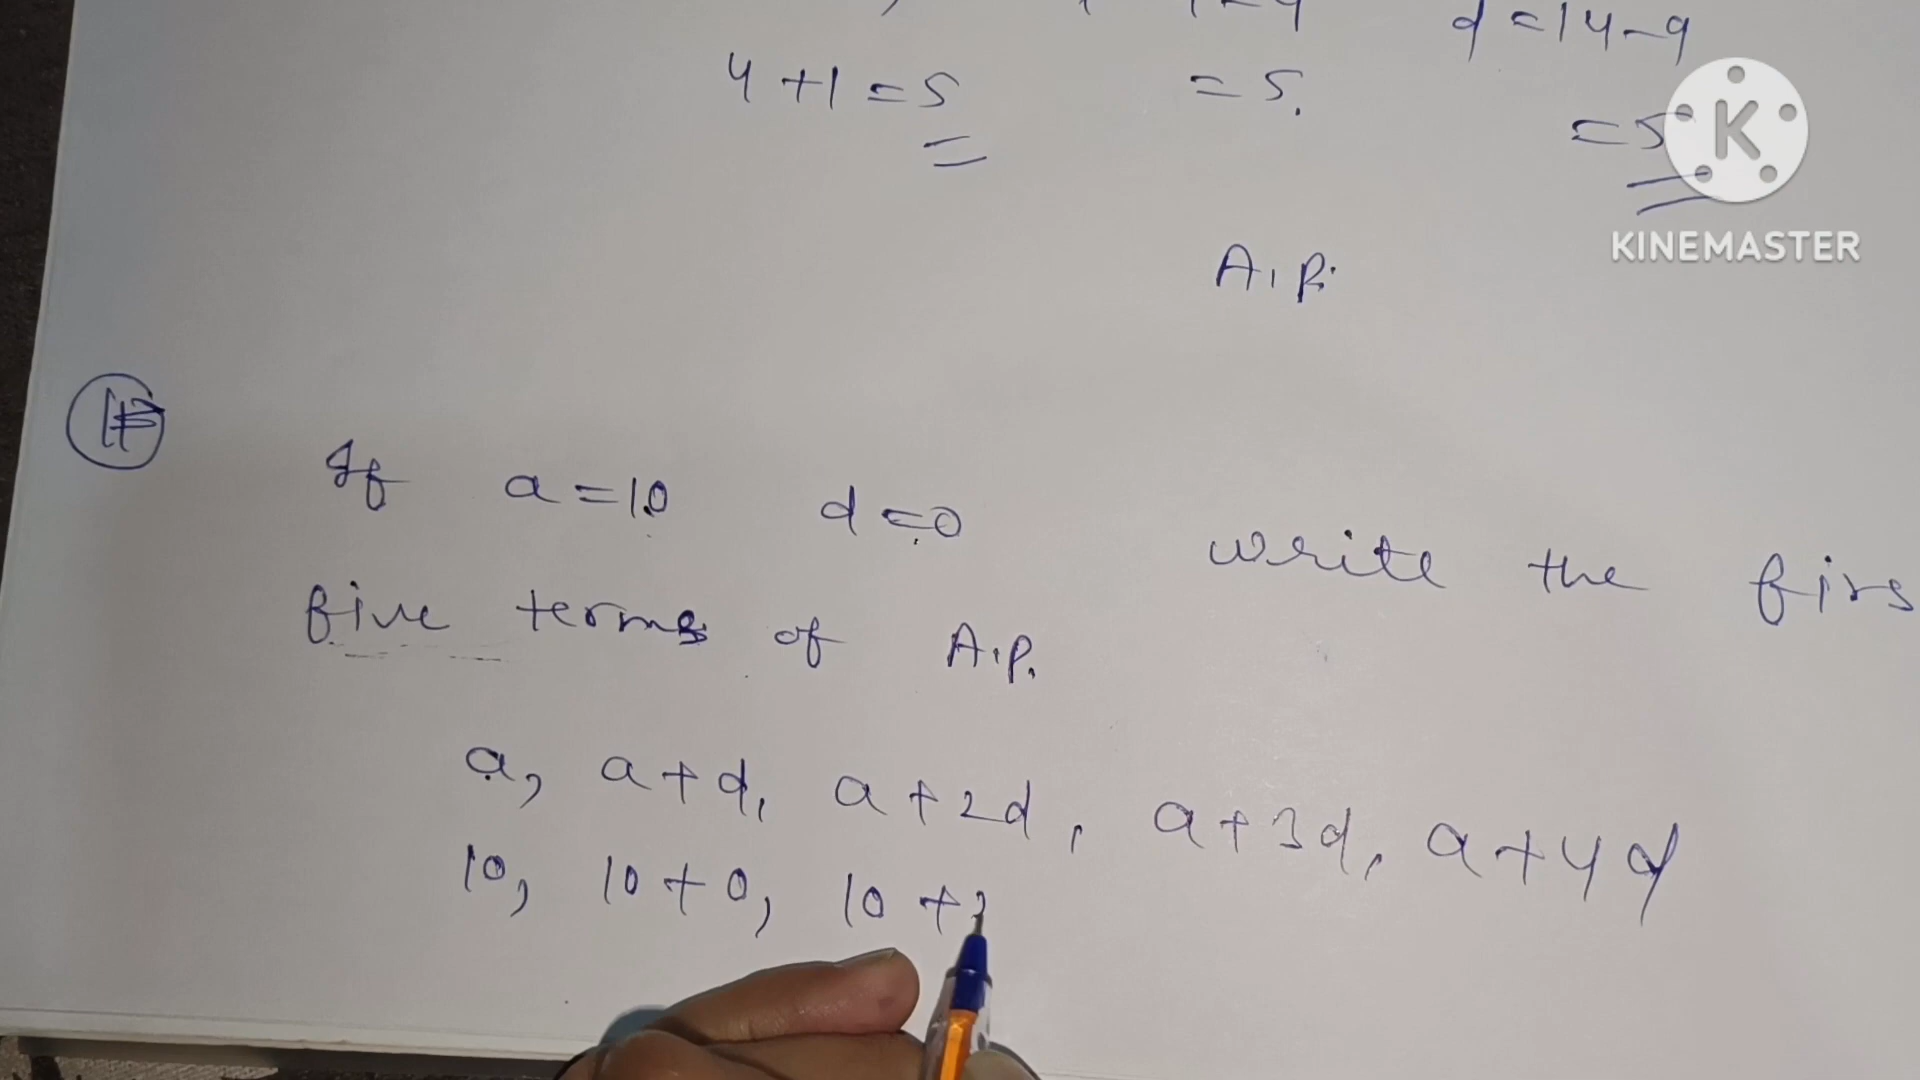 d = 14 - 9
4 + 1 = 5
= 5.
= 5
K
KINEMASTER
A.P.
If a = 10 d = 0 write the firs
five terms of A.P.
a, a + d, a + 2d, a + 3d, a + 4d
10, 10 + 0, 10 + 2